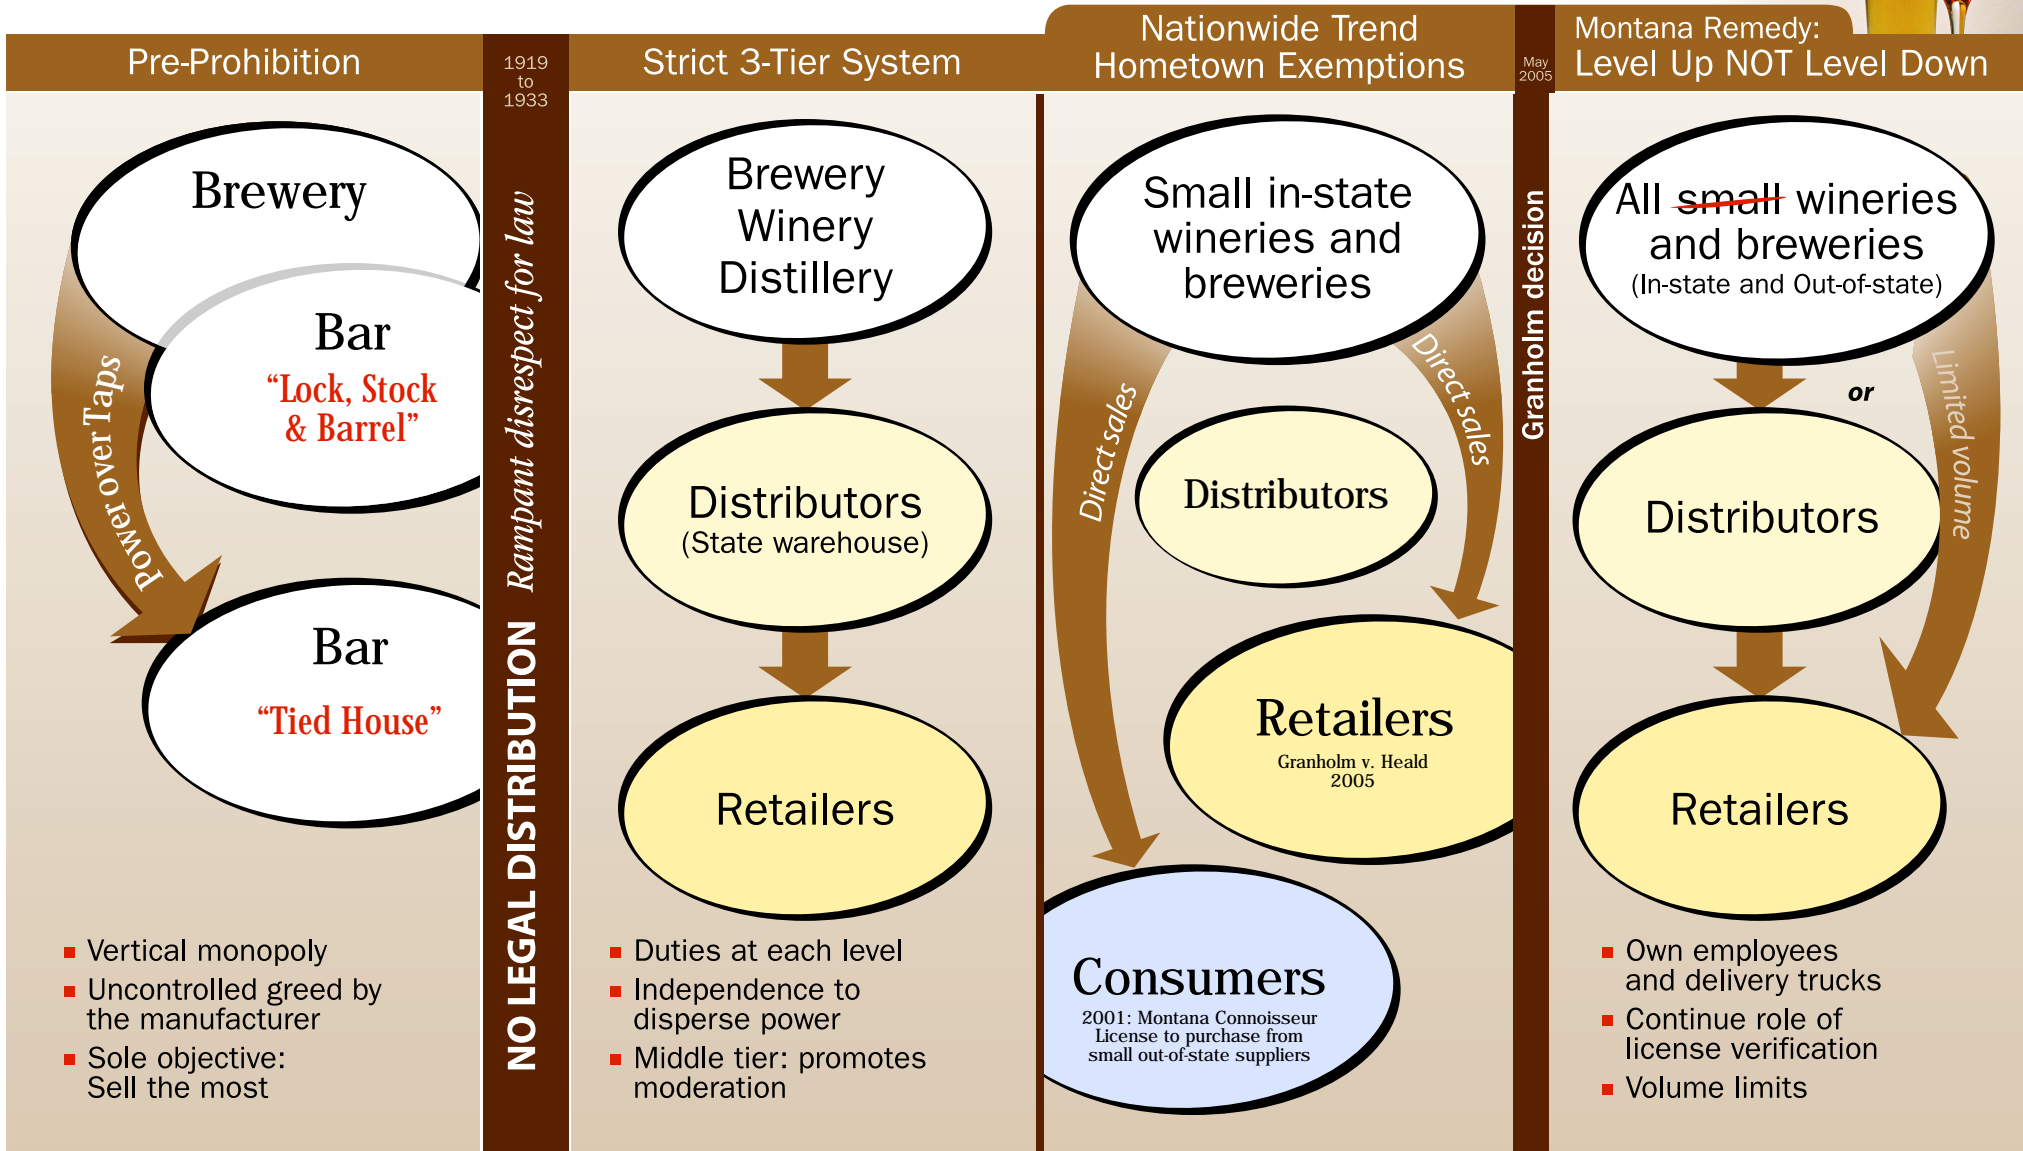 Pre-Prohibition
Brewery
Bar
“Lock, Stock
& Barrel”
Power over Taps
Bar
“Tied House”
Vertical monopoly
Uncontrolled greed by
the manufacturer
Sole objective:
Sell the most
1919
to
1933
NO LEGAL DISTRIBUTION Rampant disrespect for law
Strict 3-Tier System
Brewery
Winery
Distillery
Distributors
(State warehouse)
Retailers
Duties at each level
Independence to
disperse power
Middle tier: promotes
moderation
Nationwide Trend
Hometown Exemptions
Small in-state
wineries and
breweries
Direct sales
Direct sales
Distributors
Retailers
Granholm v. Heald
2005
Consumers
2001: Montana Connoisseur
License to purchase from
small out-of-state suppliers
May
2005
Granholm decision
Montana Remedy:
Level Up NOT Level Down
All small wineries
and breweries
(In-state and Out-of-state)
or
Limited volume
Distributors
Retailers
Own employees
and delivery trucks
Continue role of
license verification
Volume limits